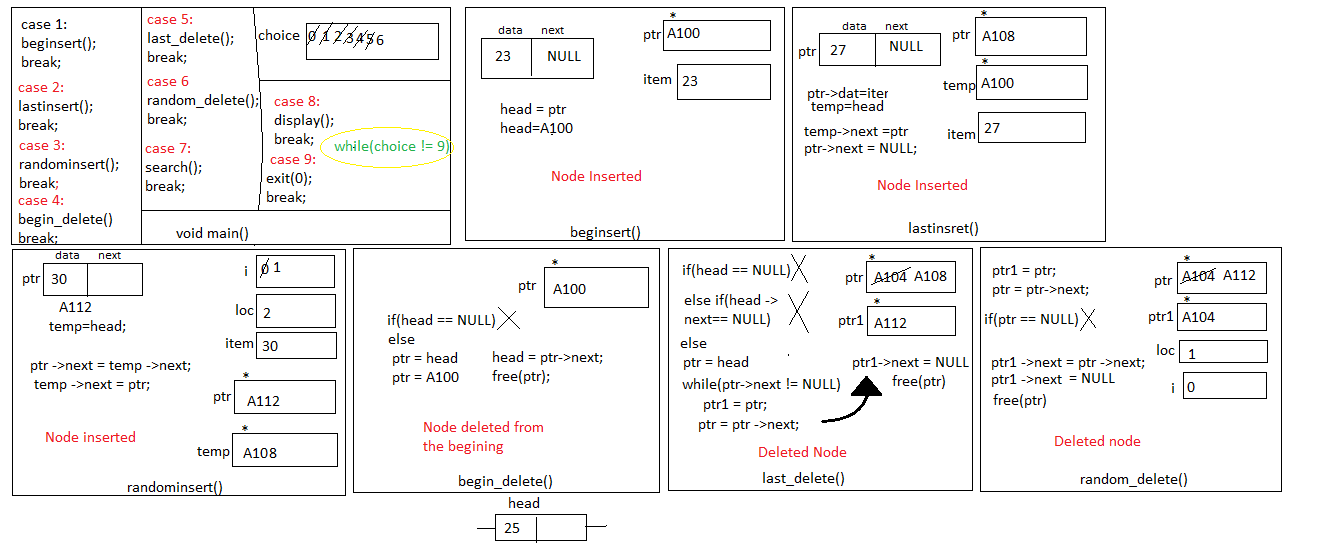 case 1:
beginsert();
break;
case 2:
lastinsert();
break;
case 3:
randominsert();
break;
case 4:
begin_delete()
break;
case 5:
last_delete();
break;
case 6
random_delete();
break;
case 7:
search();
break;
choice 0 1 2 3 4 5 6
case 8:
display();
break;
while(choice != 9)
case 9:
exit(0);
break;
void main()
data next
23 NULL
ptr * A100
item 23
head = ptr
head=A100
Node Inserted
beginsert()
data next
ptr 27 NULL
ptr * A108
temp * A100
item 27
ptr->dat=iter
temp=head
temp->next =ptr
ptr->next = NULL;
Node Inserted
lastinsret()
data next
ptr 30
A112
temp=head;
i 0 1
loc 2
item 30
ptr ->next = temp ->next;
temp ->next = ptr;
ptr * A112
temp * A108
Node inserted
randominsert()
ptr * A100
if(head == NULL)
else
ptr = head
ptr = A100
head = ptr->next;
free(ptr);
Node deleted from
the begining
begin_delete()
if(head == NULL)
else if(head ->
next== NULL)
else
ptr = head
while(ptr->next != NULL)
ptr1 = ptr;
ptr = ptr ->next;
ptr * A104 A108
ptr1 * A112
ptr1->next = NULL
free(ptr)
Deleted Node
last_delete()
ptr1 = ptr;
ptr = ptr->next;
if(ptr == NULL)
ptr1 ->next = ptr ->next;
ptr1 ->next = NULL
free(ptr)
ptr * A104 A112
ptr1 * A104
loc 1
i 0
Deleted node
random_delete()
head
25